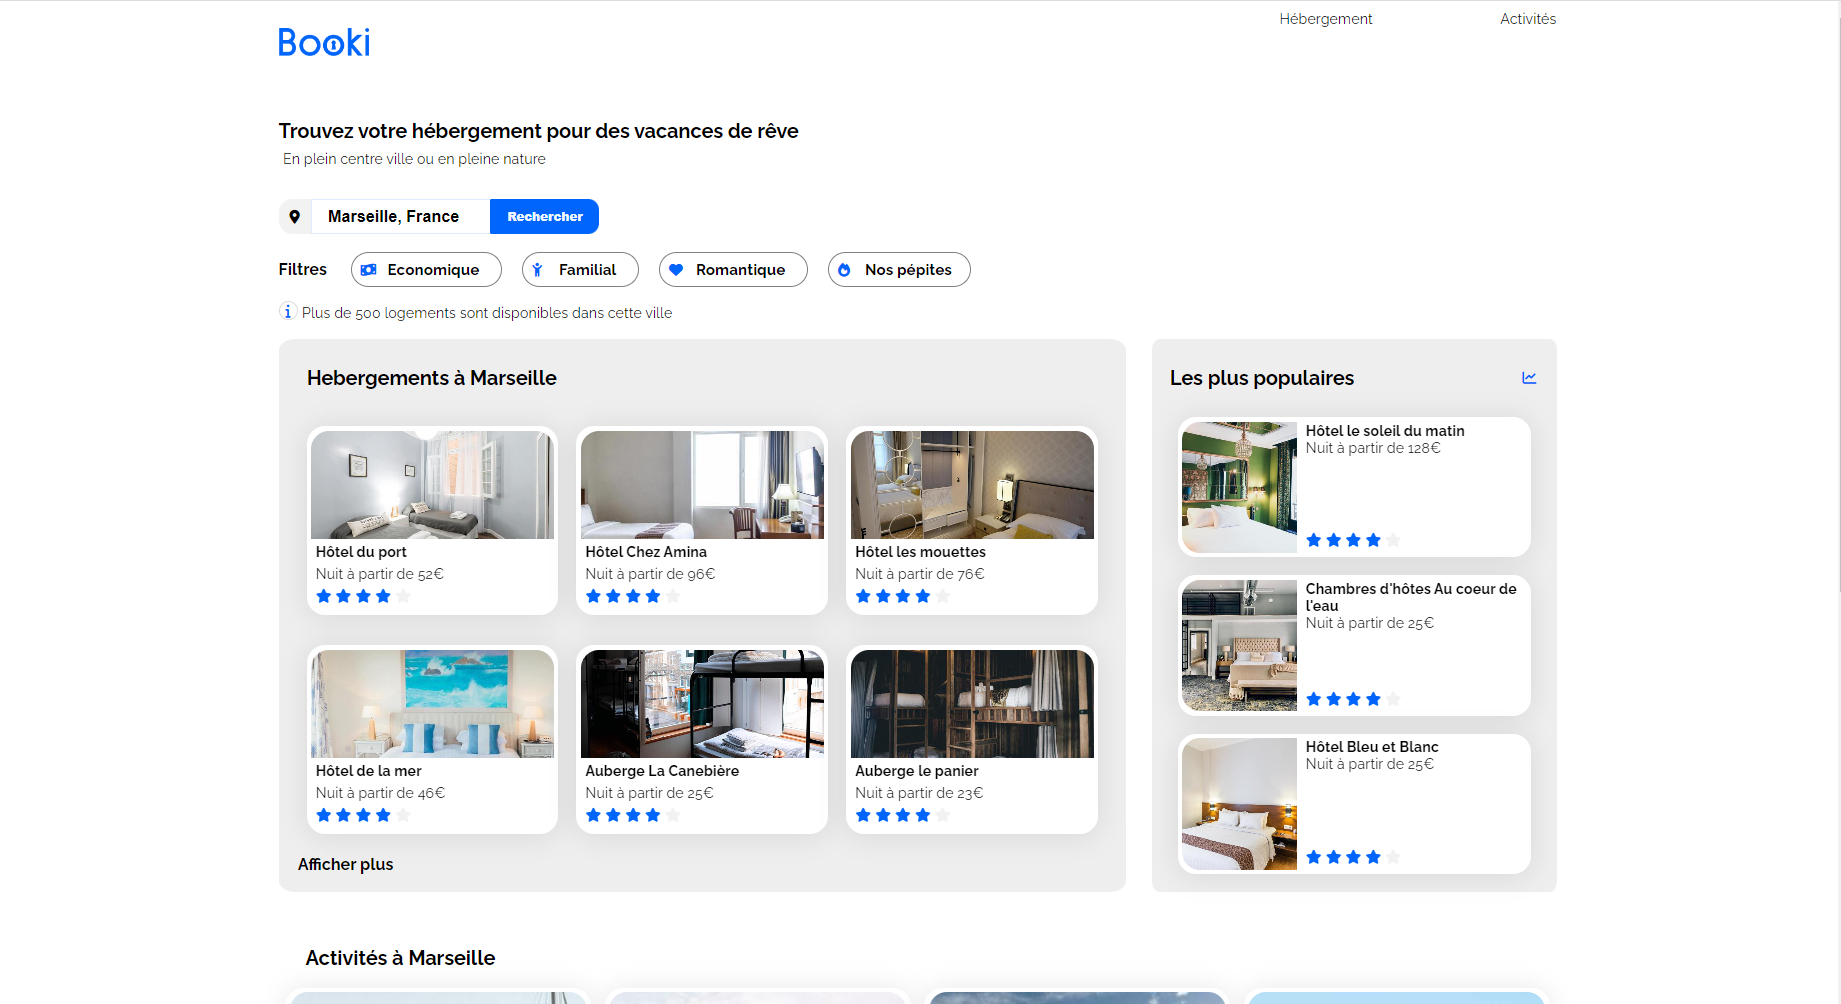 Booki
Hébergement
Activités
Trouvez votre hébergement pour des vacances de rêve
En plein centre ville ou en pleine nature
Marseille, France
Rechercher
Filtres
Economique
Familial
Romantique
Nos pépites
Plus de 500 logements sont disponibles dans cette ville
Hebergements à Marseille
Hôtel du port
Nuit à partir de 52€
Hôtel Chez Amina
Nuit à partir de 96€
Hôtel les mouettes
Nuit à partir de 76€
Hôtel de la mer
Nuit à partir de 46€
Auberge La Canebière
Nuit à partir de 25€
Auberge le panier
Nuit à partir de 23€
Afficher plus
Les plus populaires
Hôtel le soleil du matin
Nuit à partir de 128€
Chambres d'hôtes Au coeur de
l'eau
Nuit à partir de 25€
Hôtel Bleu et Blanc
Nuit à partir de 25€
Activités à Marseille